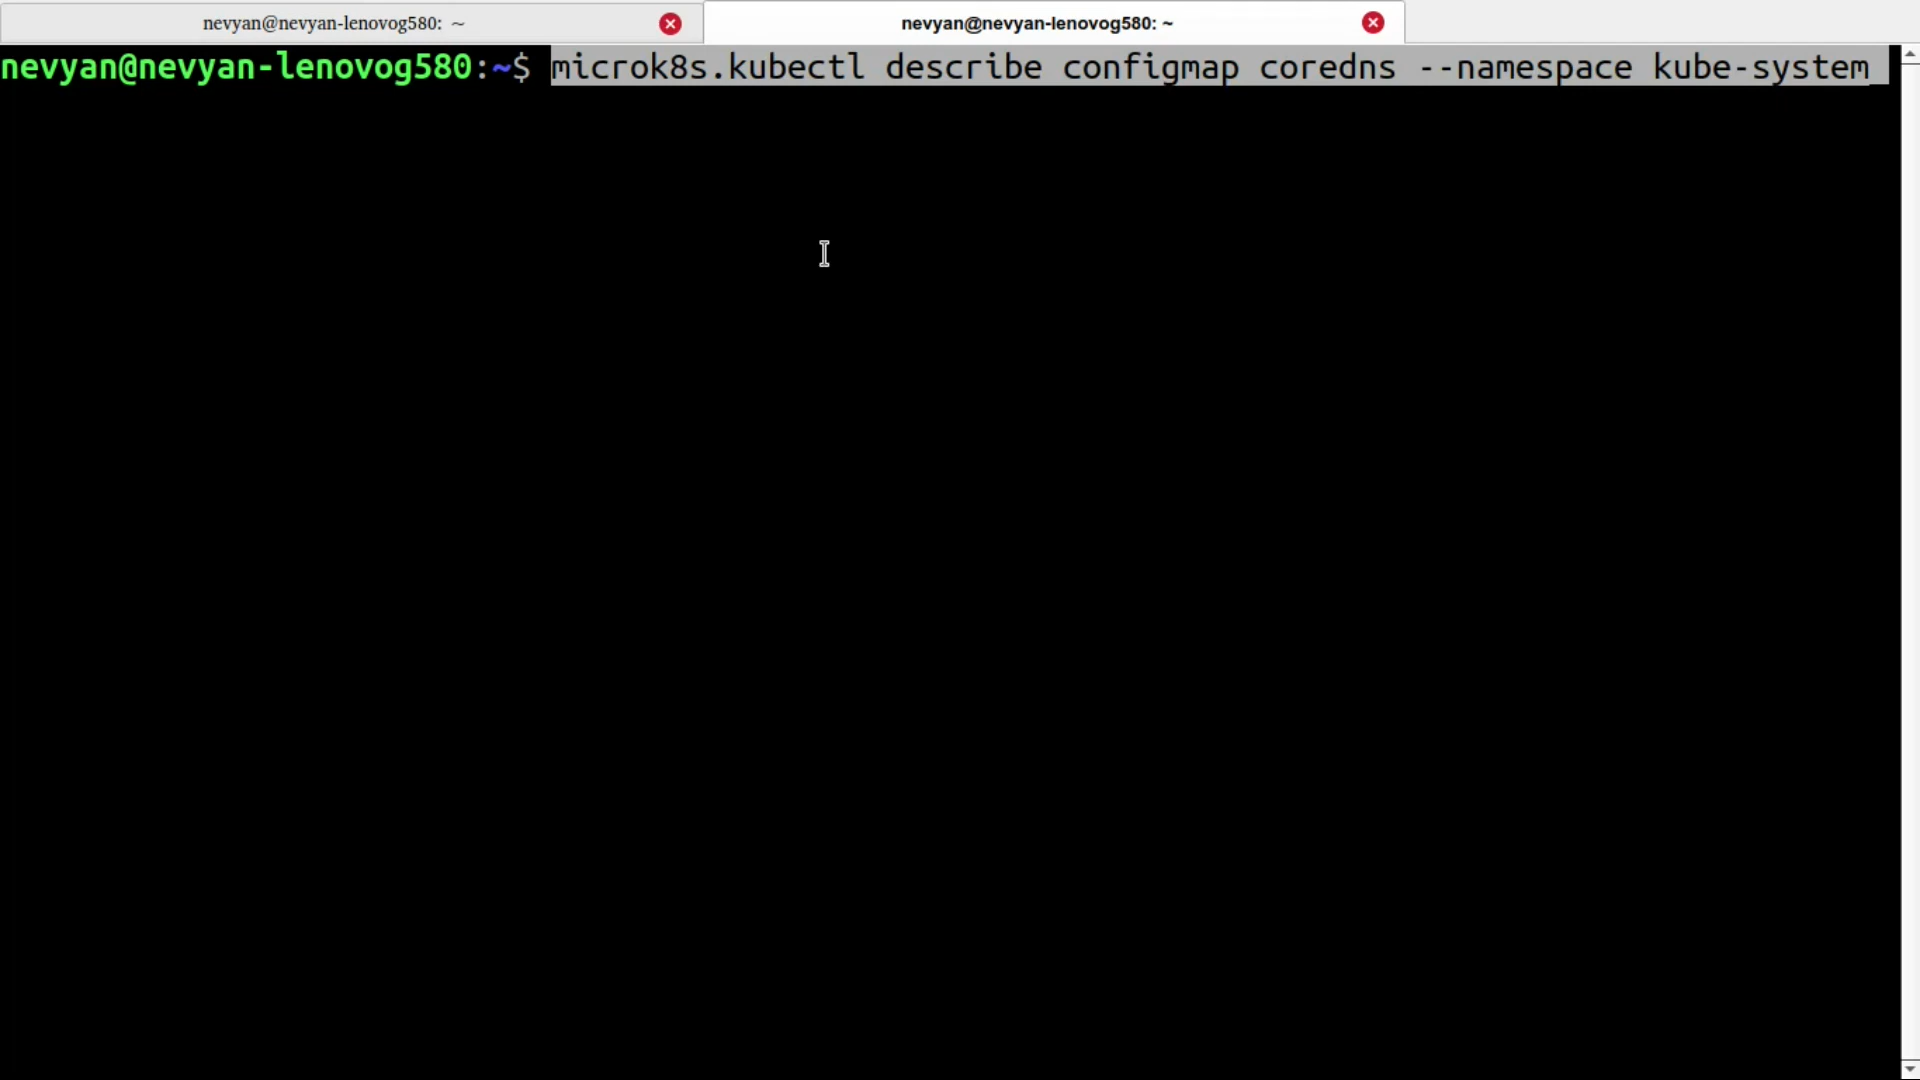 nevyan@nevyan-lenovog580: ~
nevyan@nevyan-lenovog580: ~
nevyan@nevyan-lenovog580:~$ microk8s.kubectl describe configmap coredns --namespace kube-system